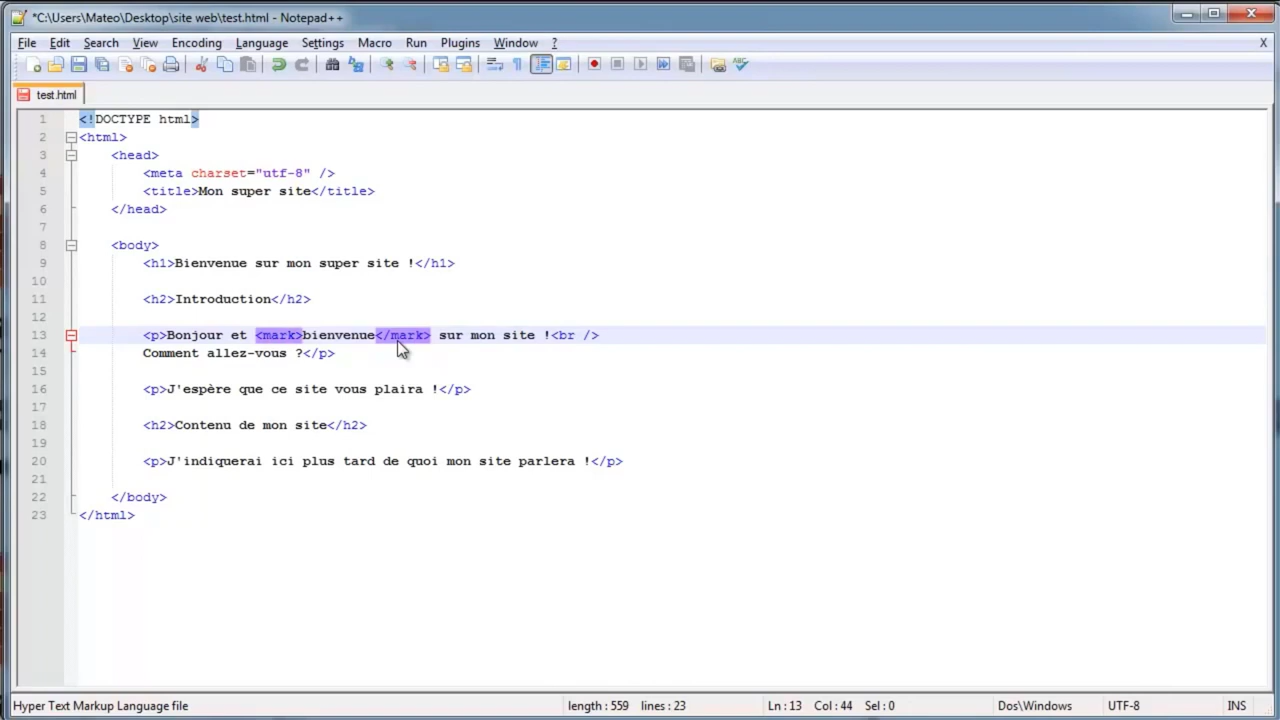 *C:\Users\Mateo\Desktop\site web\test.html - Notepad++
File Edit Search View Encoding Language Settings Macro Run Plugins Window ? X
test.html
1 <!DOCTYPE html>
2 <html>
3 <head>
4 <meta charset="utf-8" />
5 <title>Mon super site</title>
6 </head>
7
8 <body>
9 <h1>Bienvenue sur mon super site !</h1>
10
11 <h2>Introduction</h2>
12
13 <p>Bonjour et <mark>bienvenue</mark> sur mon site !<br />
14 Comment allez-vous ?</p>
15
16 <p>J'espère que ce site vous plaira !</p>
17
18 <h2>Contenu de mon site</h2>
19
20 <p>J'indiquerai ici plus tard de quoi mon site parlera !</p>
21
22 </body>
23 </html>
Hyper Text Markup Language file length : 559 lines : 23 Ln : 13 Col : 44 Sel : 0 Dos\Windows UTF-8 INS